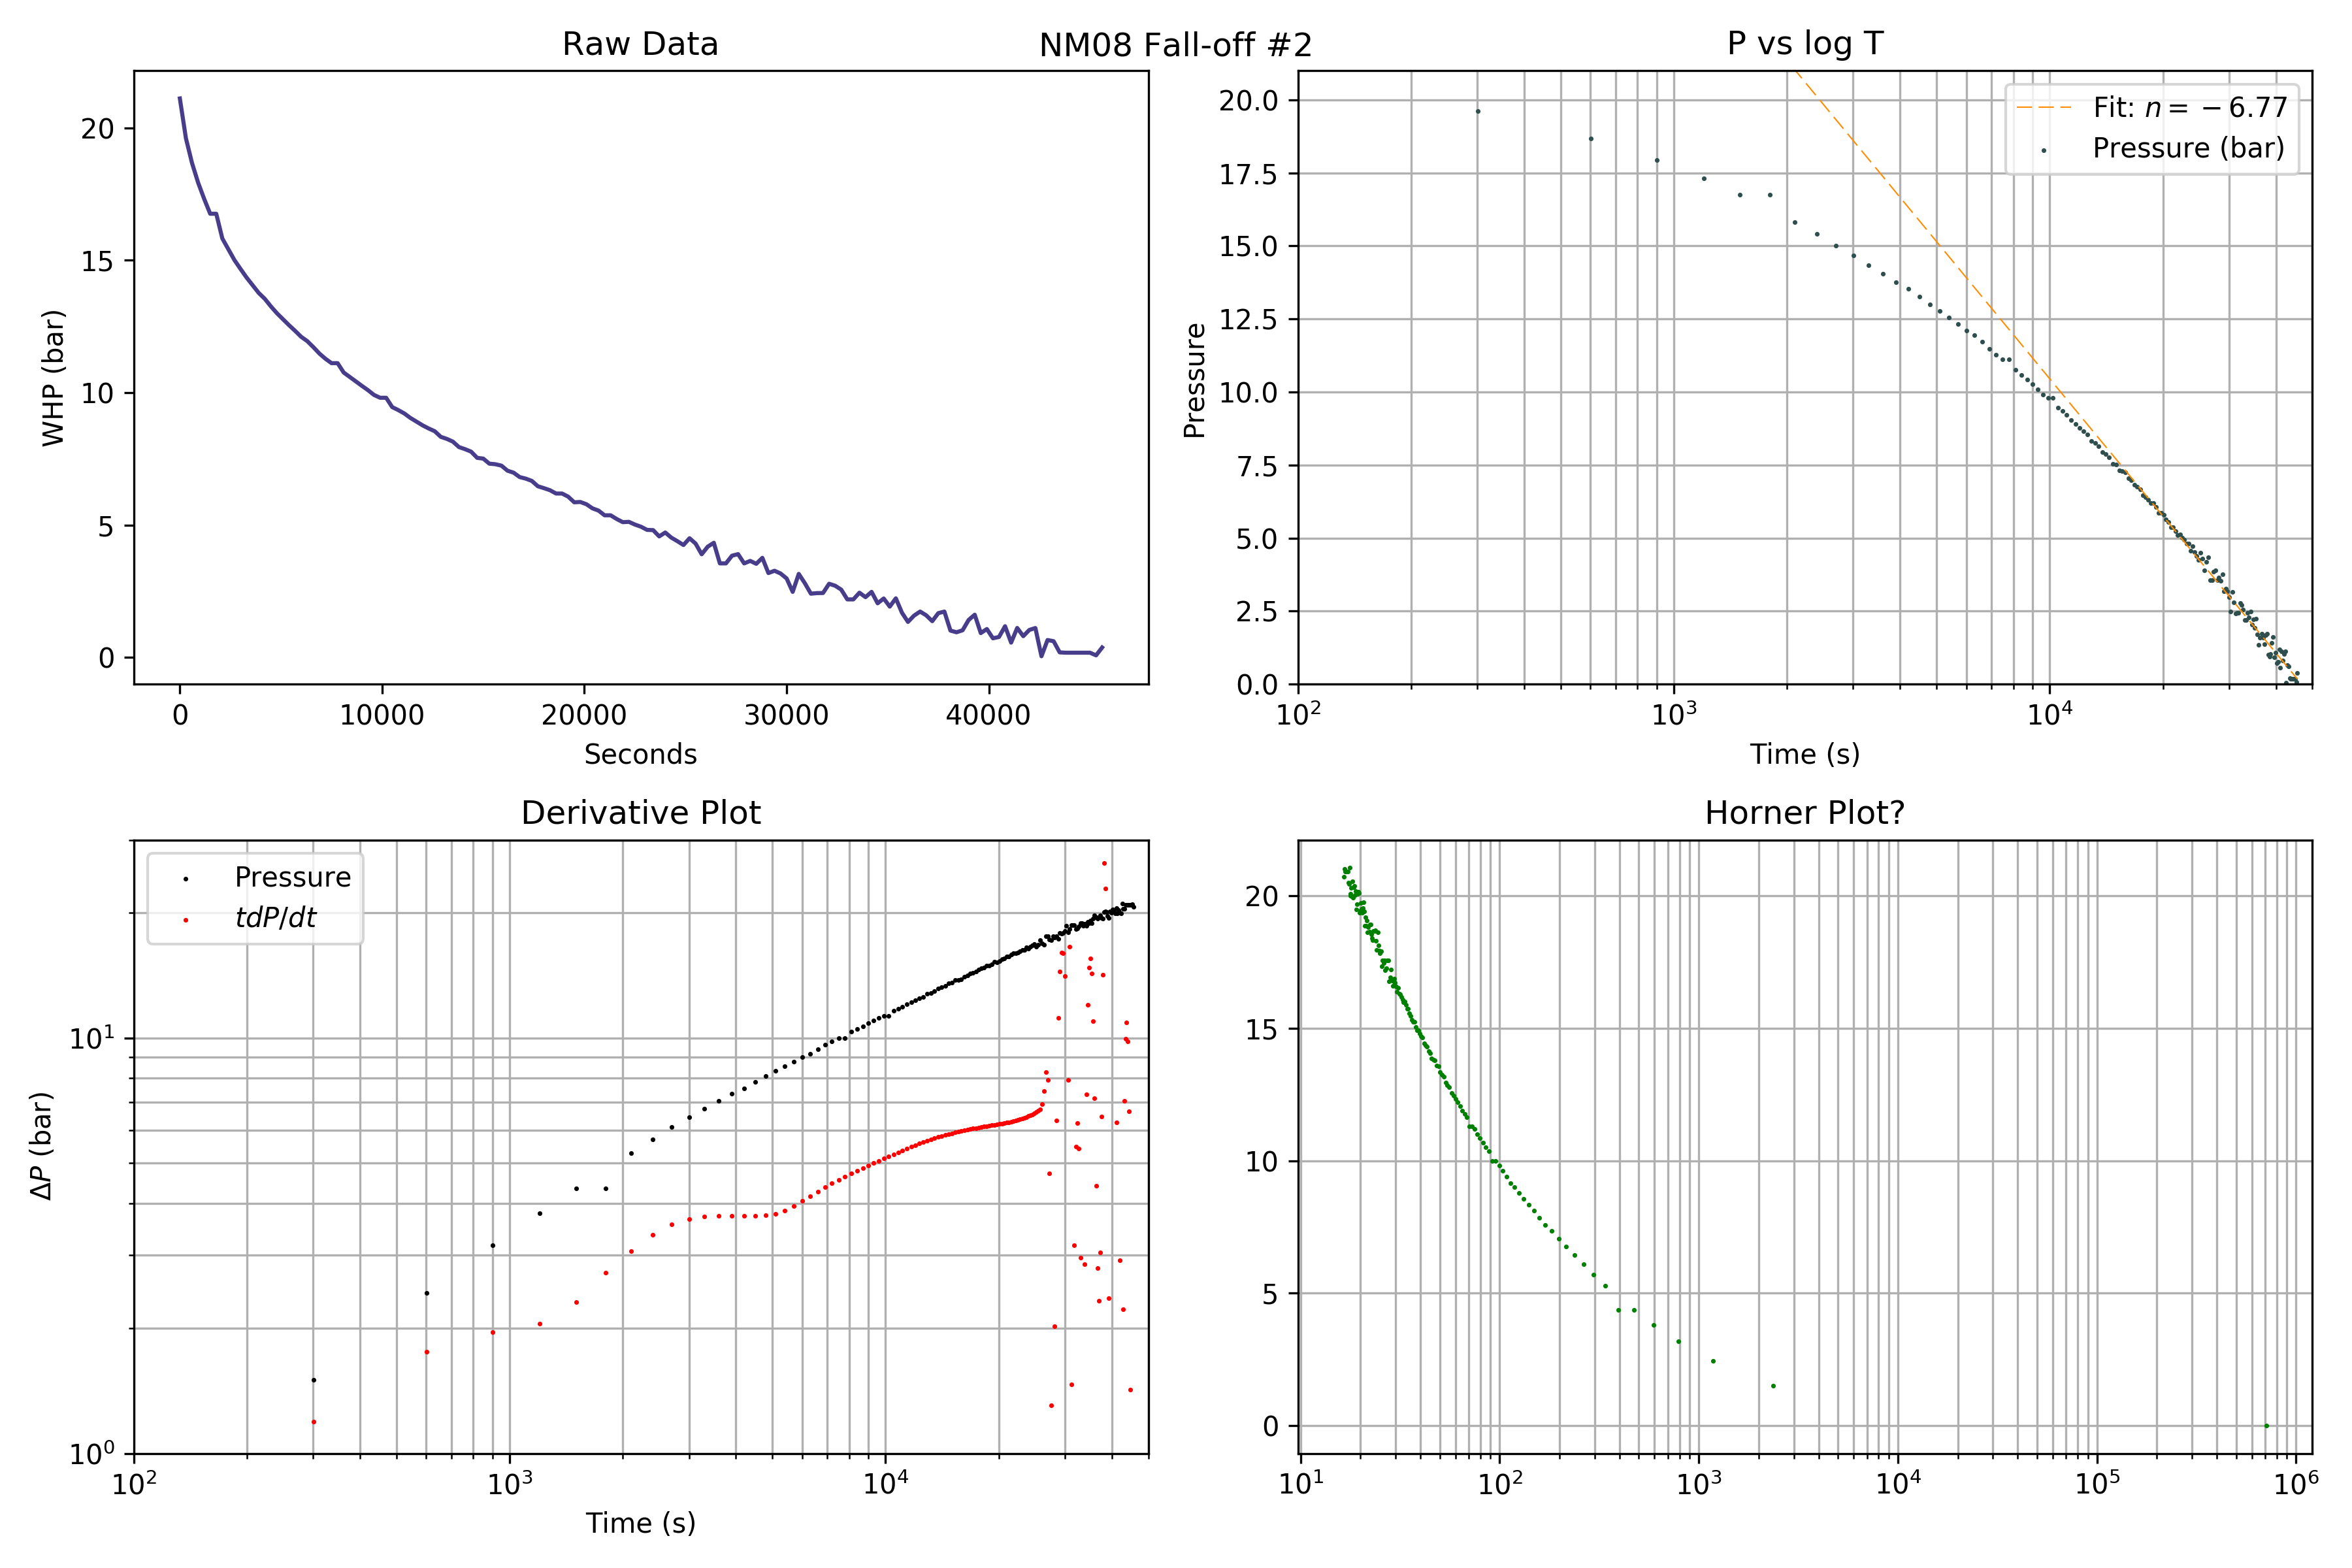 NM08 Fall-off #2
Raw Data
20
15
10
5
0
WHP (bar)
0 10000 20000 30000 40000
Seconds
P vs log T
Fit: n = −6.77
Pressure (bar)
20.0
17.5
15.0
12.5
10.0
7.5
5.0
2.5
0.0
Pressure
10² 10³ 10⁴
Time (s)
Derivative Plot
Pressure
tdP/dt
10¹
10⁰
ΔP (bar)
10² 10³ 10⁴
Time (s)
Horner Plot?
20
15
10
5
0
10¹ 10² 10³ 10⁴ 10⁵ 10⁶